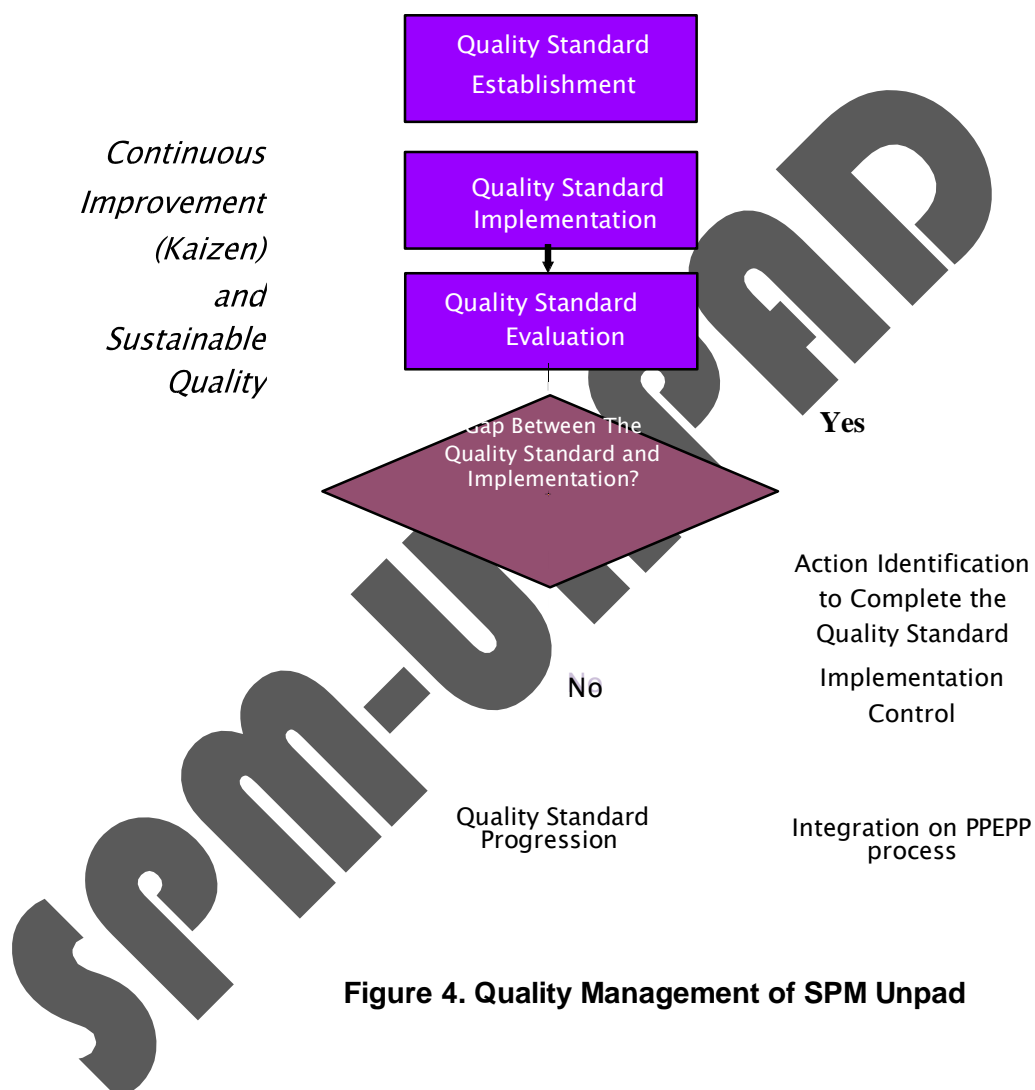 Quality Standard
Establishment
Continuous
Improvement
(Kaizen)
and
Sustainable
Quality
Quality Standard
Implementation
Quality Standard
Evaluation
Gap Between The
Quality Standard and
Implementation?
Yes
Action Identification
to Complete the
Quality Standard
Implementation
Control
No
Quality Standard
Progression
Integration on PPEPP
process
SPM-UNPAD
Figure 4. Quality Management of SPM Unpad